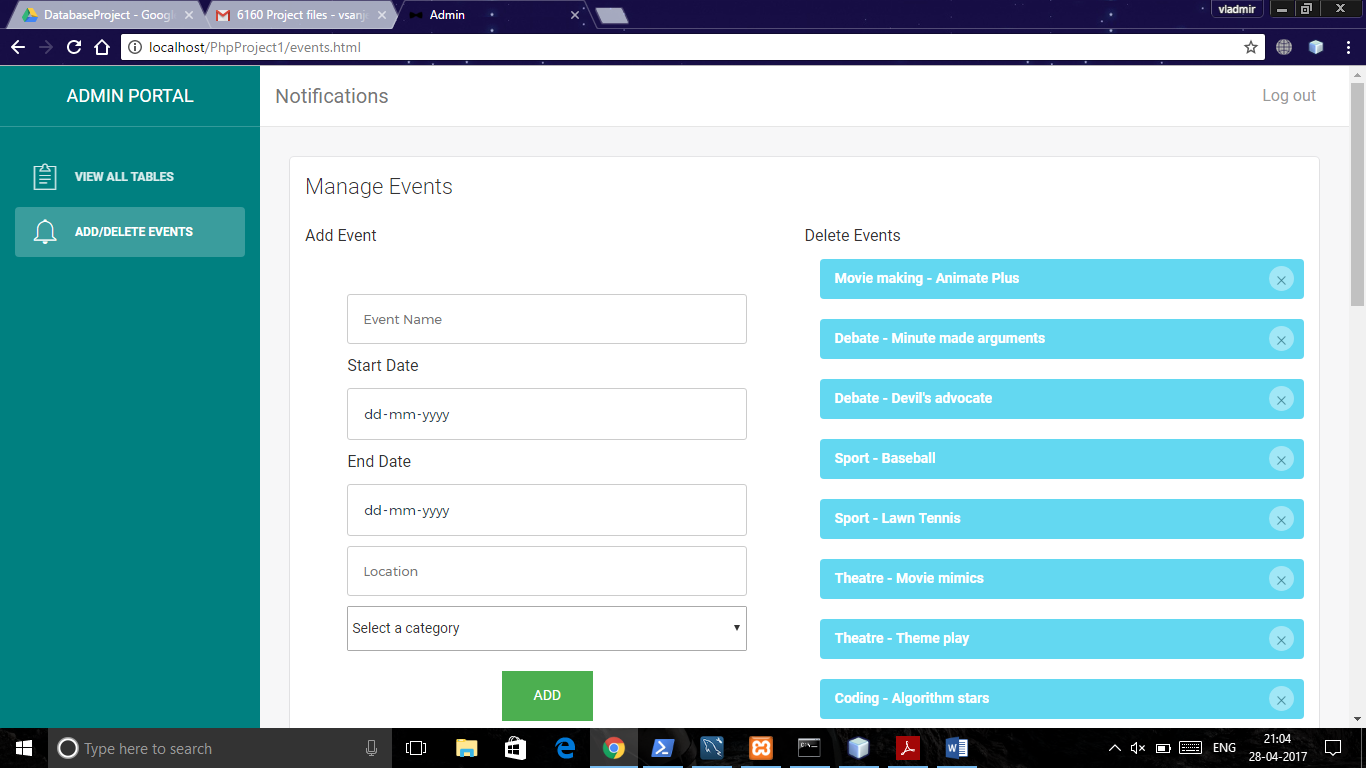 DatabaseProject - Googl
6160 Project files - vsanje
Admin
vladmir
localhost/PhpProject1/events.html
ADMIN PORTAL
Notifications
Log out
VIEW ALL TABLES
ADD/DELETE EVENTS
Manage Events
Add Event
Event Name
Start Date
dd-mm-yyyy
End Date
dd-mm-yyyy
Location
Select a category
ADD
Delete Events
Movie making - Animate Plus
Debate - Minute made arguments
Debate - Devil's advocate
Sport - Baseball
Sport - Lawn Tennis
Theatre - Movie mimics
Theatre - Theme play
Coding - Algorithm stars
Type here to search
ENG
21:04
28-04-2017